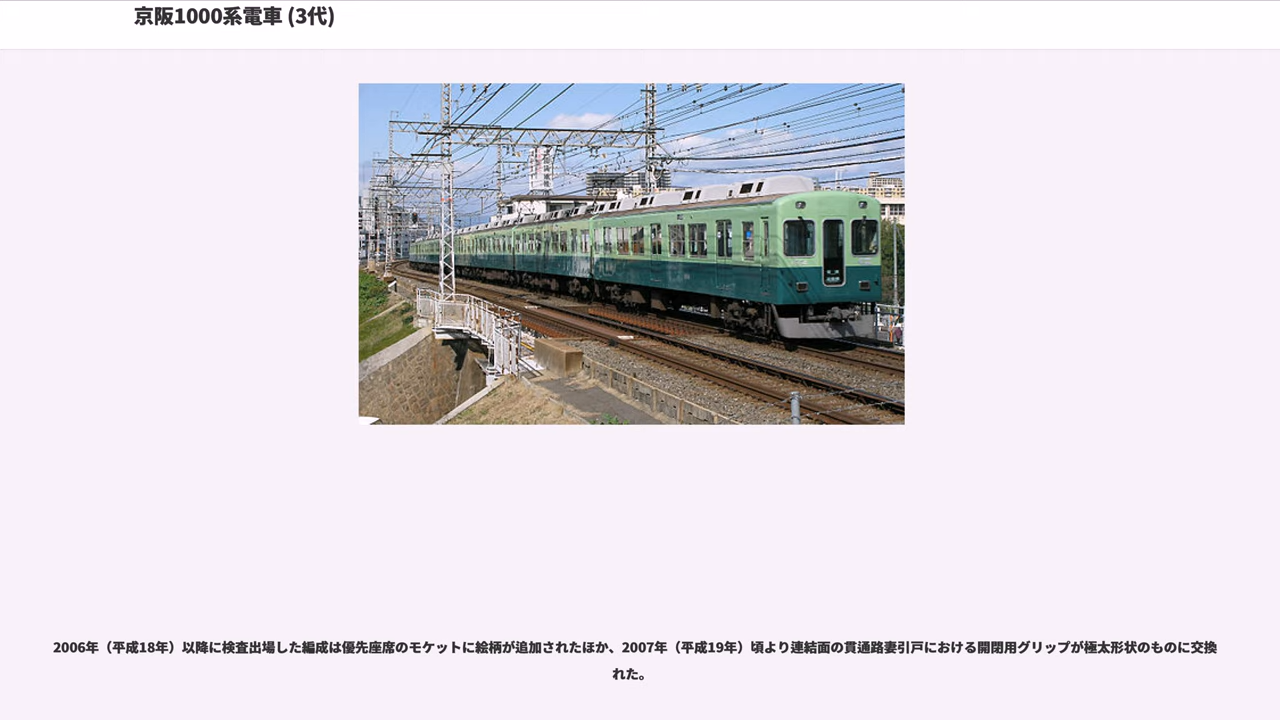 京阪1000系電車 (3代)
2006年（平成18年）以降に検査出場した編成は優先座席のモケットに絵柄が追加されたほか、2007年（平成19年）頃より連結面の貫通路妻引戸における開閉用グリップが極太形状のものに交換
れた。